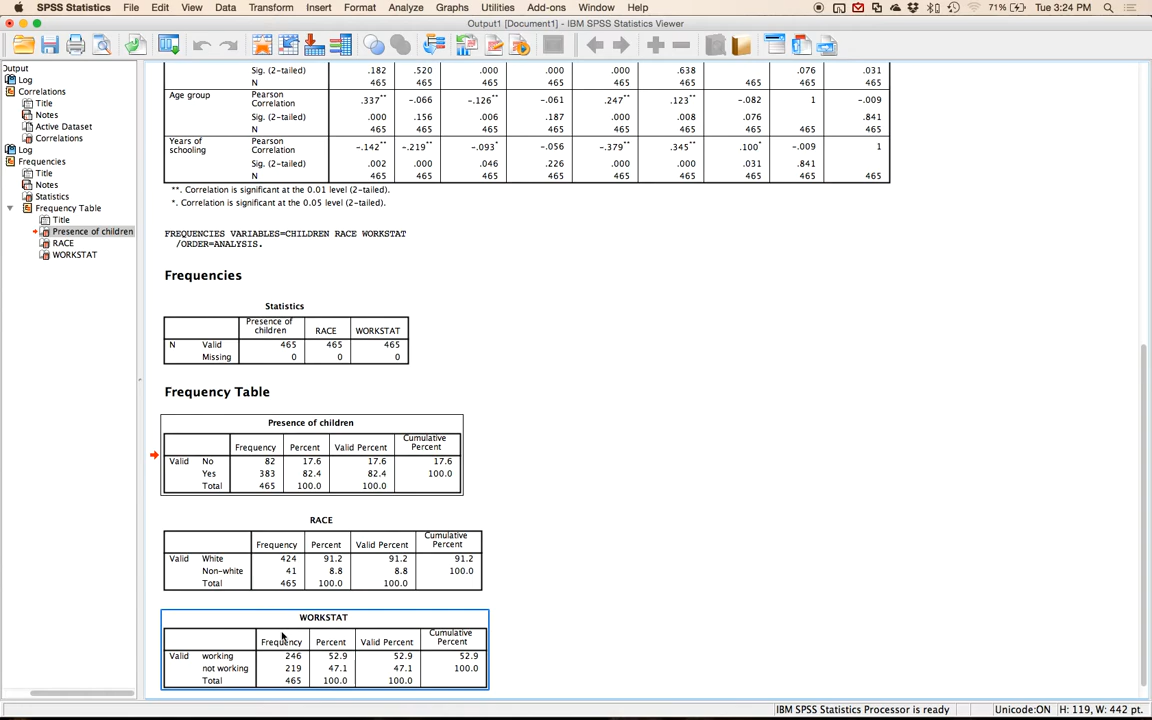 SPSS Statistics File Edit View Data Transform Insert Format Analyze Graphs Utilities Add-ons Window Help 71% Tue 3:24 PM
Output1 [Document1] - IBM SPSS Statistics Viewer
Output
Log
Correlations
Title
Notes
Active Dataset
Correlations
Log
Frequencies
Title
Notes
Statistics
Frequency Table
Title
Presence of children
RACE
WORKSTAT
Sig. (2-tailed) .182 .520 .000 .000 .000 .638 .076 .031
N 465 465 465 465 465 465 465 465 465
Age group Pearson Correlation .337** -.066 -.126** -.061 .247** .123** -.082 1 -.009
Sig. (2-tailed) .000 .156 .006 .187 .000 .008 .076 .841
N 465 465 465 465 465 465 465 465 465
Years of schooling Pearson Correlation -.142** -.219** -.093* -.056 -.379** .345** .100* -.009 1
Sig. (2-tailed) .002 .000 .046 .226 .000 .000 .031 .841
N 465 465 465 465 465 465 465 465 465
**. Correlation is significant at the 0.01 level (2-tailed).
*. Correlation is significant at the 0.05 level (2-tailed).
FREQUENCIES VARIABLES=CHILDREN RACE WORKSTAT
/ORDER=ANALYSIS.
Frequencies
Statistics
Presence of children RACE WORKSTAT
N Valid 465 465 465
Missing 0 0 0
Frequency Table
Presence of children
Frequency Percent Valid Percent Cumulative Percent
Valid No 82 17.6 17.6 17.6
Yes 383 82.4 82.4 100.0
Total 465 100.0 100.0
RACE
Frequency Percent Valid Percent Cumulative Percent
Valid White 424 91.2 91.2 91.2
Non-white 41 8.8 8.8 100.0
Total 465 100.0 100.0
WORKSTAT
Frequency Percent Valid Percent Cumulative Percent
Valid working 246 52.9 52.9 52.9
not working 219 47.1 47.1 100.0
Total 465 100.0 100.0
IBM SPSS Statistics Processor is ready Unicode:ON H: 119, W: 442 pt.